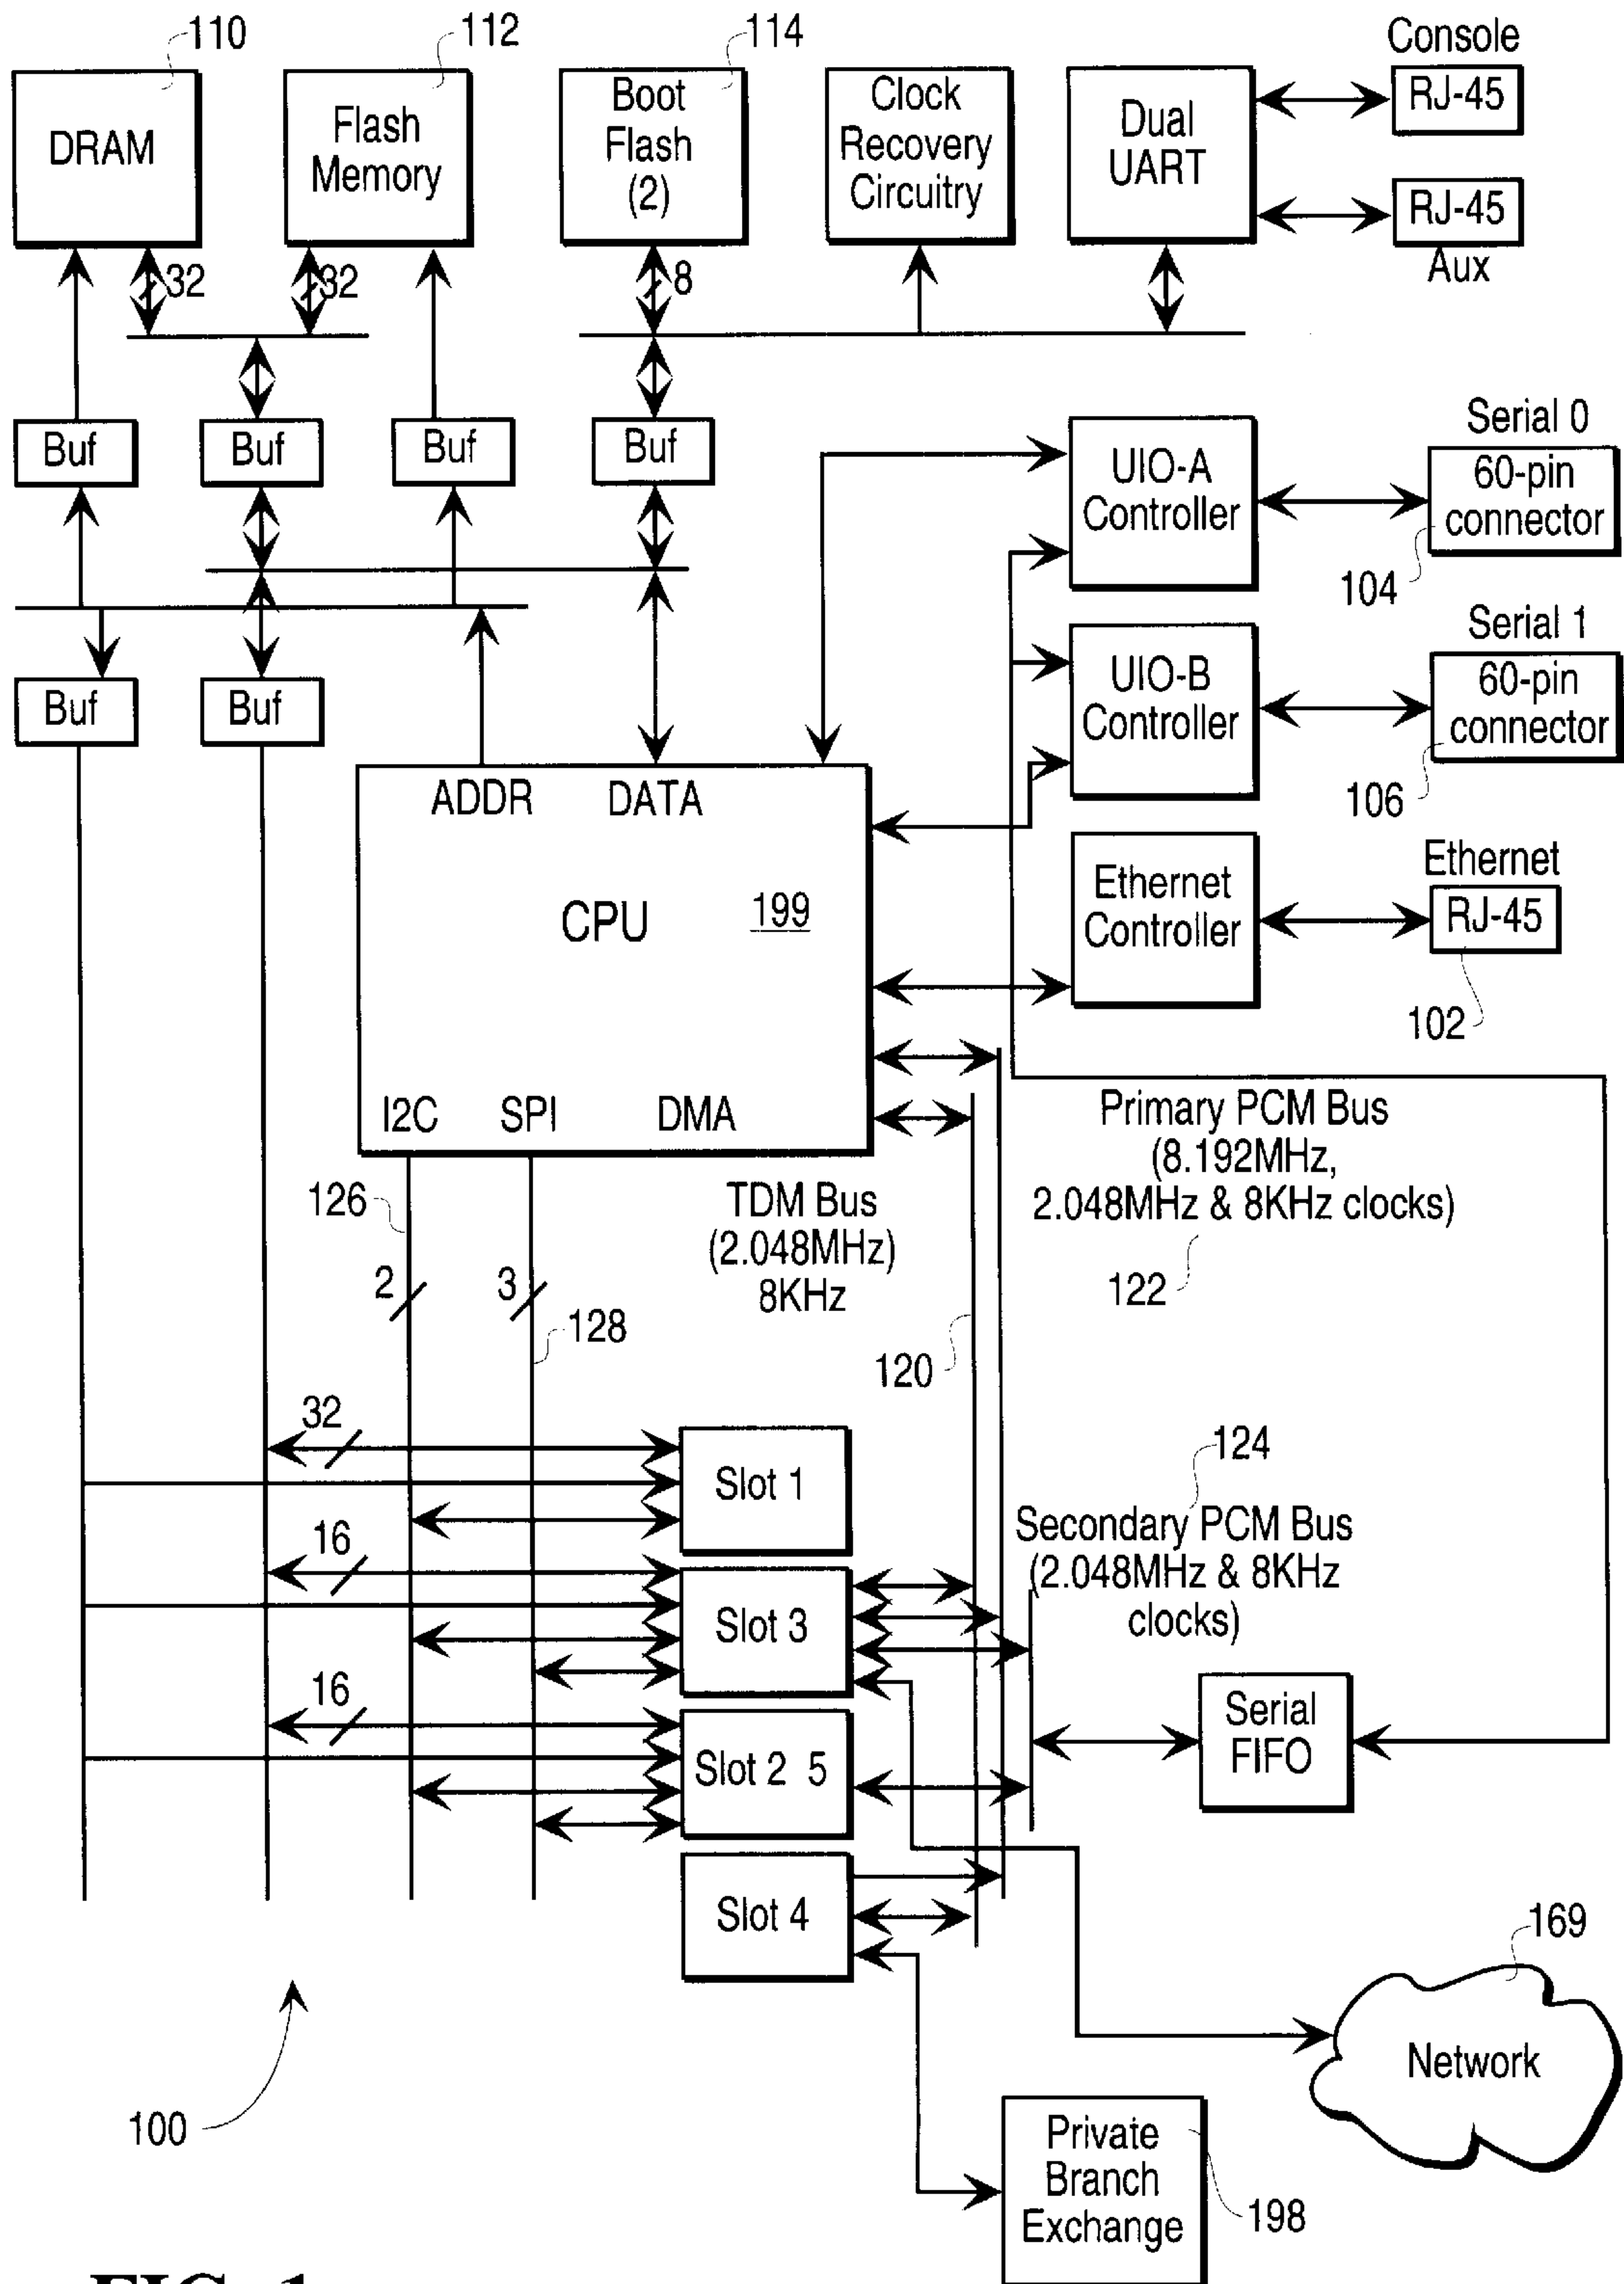 110
112
114
Console
DRAM
Flash
Memory
Boot
Flash
(2)
Clock
Recovery
Circuitry
Dual
UART
RJ-45
RJ-45
Aux
32
32
8
Buf
Buf
Buf
Buf
UIO-A
Controller
Serial 0
60-pin
connector
104
Buf
Buf
UIO-B
Controller
Serial 1
60-pin
connector
106
ADDR
DATA
CPU
199
Ethernet
Controller
Ethernet
RJ-45
102
I2C
SPI
DMA
Primary PCM Bus
(8.192MHz,
2.048MHz & 8KHz clocks)
122
126
2
3
128
TDM Bus
(2.048MHz)
8KHz
120
32
Slot 1
124
Secondary PCM Bus
(2.048MHz & 8KHz
clocks)
16
Slot 3
16
Slot 2 5
Serial
FIFO
Slot 4
169
Network
100
Private
Branch
Exchange
198